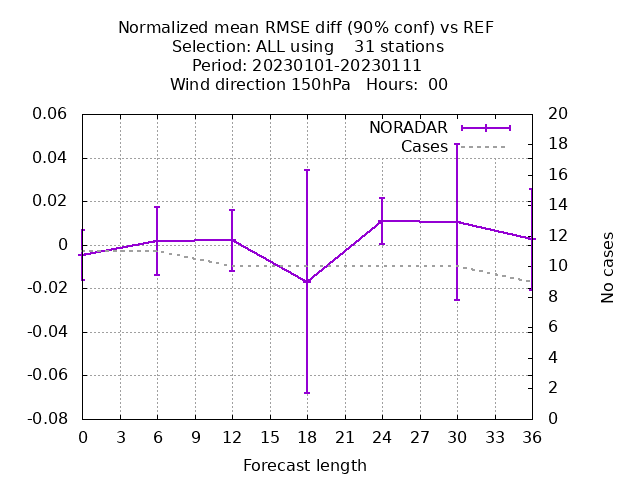 Normalized mean RMSE diff (90% conf) vs REF
Selection: ALL using    31 stations
Period: 20230101-20230111
Wind direction 150hPa   Hours:  00
NORADAR
Cases
0.06
0.04
0.02
0
-0.02
-0.04
-0.06
-0.08
20
18
16
14
12
10
8
6
4
2
0
No cases
0 3 6 9 12 15 18 21 24 27 30 33 36
Forecast length